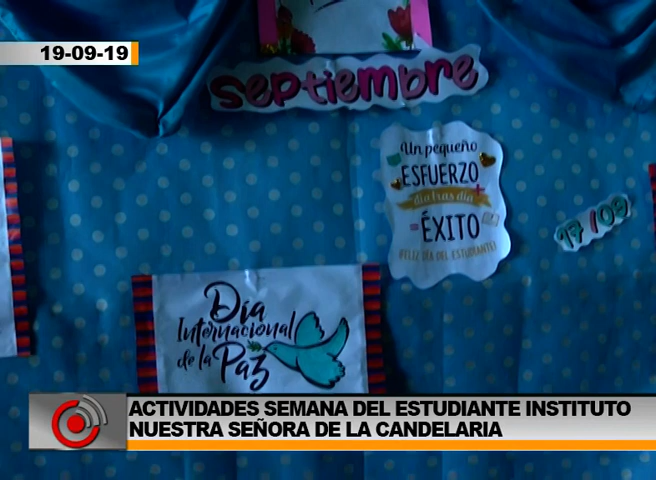 19-09-19
Septiembre
Un pequeño
ESFUERZO
día tras día
= ÉXITO
¡FELIZ DÍA DEL ESTUDIANTE!
17/09
Día
Internacional
de la Paz
ACTIVIDADES SEMANA DEL ESTUDIANTE INSTITUTO
NUESTRA SEÑORA DE LA CANDELARIA